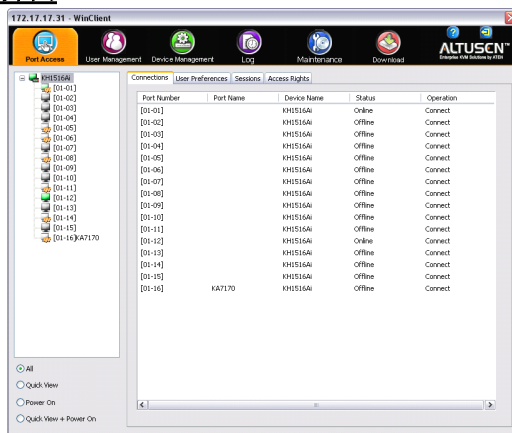 172.17.17.31 - WinClient
Port Access User Management Device Management Log Maintenance Download
ALTUSCN™
Enterprise KVM Solutions by ATEN
KH1516Ai
[01-01]
[01-02]
[01-03]
[01-04]
[01-05]
[01-06]
[01-07]
[01-08]
[01-09]
[01-10]
[01-11]
[01-12]
[01-13]
[01-14]
[01-15]
[01-16]KA7170
All
Quick View
Power On
Quick View + Power On
Connections User Preferences Sessions Access Rights
Port Number Port Name Device Name Status Operation
[01-01] KH1516Ai Online Connect
[01-02] KH1516Ai Offline Connect
[01-03] KH1516Ai Offline Connect
[01-04] KH1516Ai Offline Connect
[01-05] KH1516Ai Offline Connect
[01-06] KH1516Ai Offline Connect
[01-07] KH1516Ai Offline Connect
[01-08] KH1516Ai Offline Connect
[01-09] KH1516Ai Offline Connect
[01-10] KH1516Ai Offline Connect
[01-11] KH1516Ai Offline Connect
[01-12] KH1516Ai Online Connect
[01-13] KH1516Ai Offline Connect
[01-14] KH1516Ai Offline Connect
[01-15] KH1516Ai Offline Connect
[01-16] KA7170 KH1516Ai Offline Connect